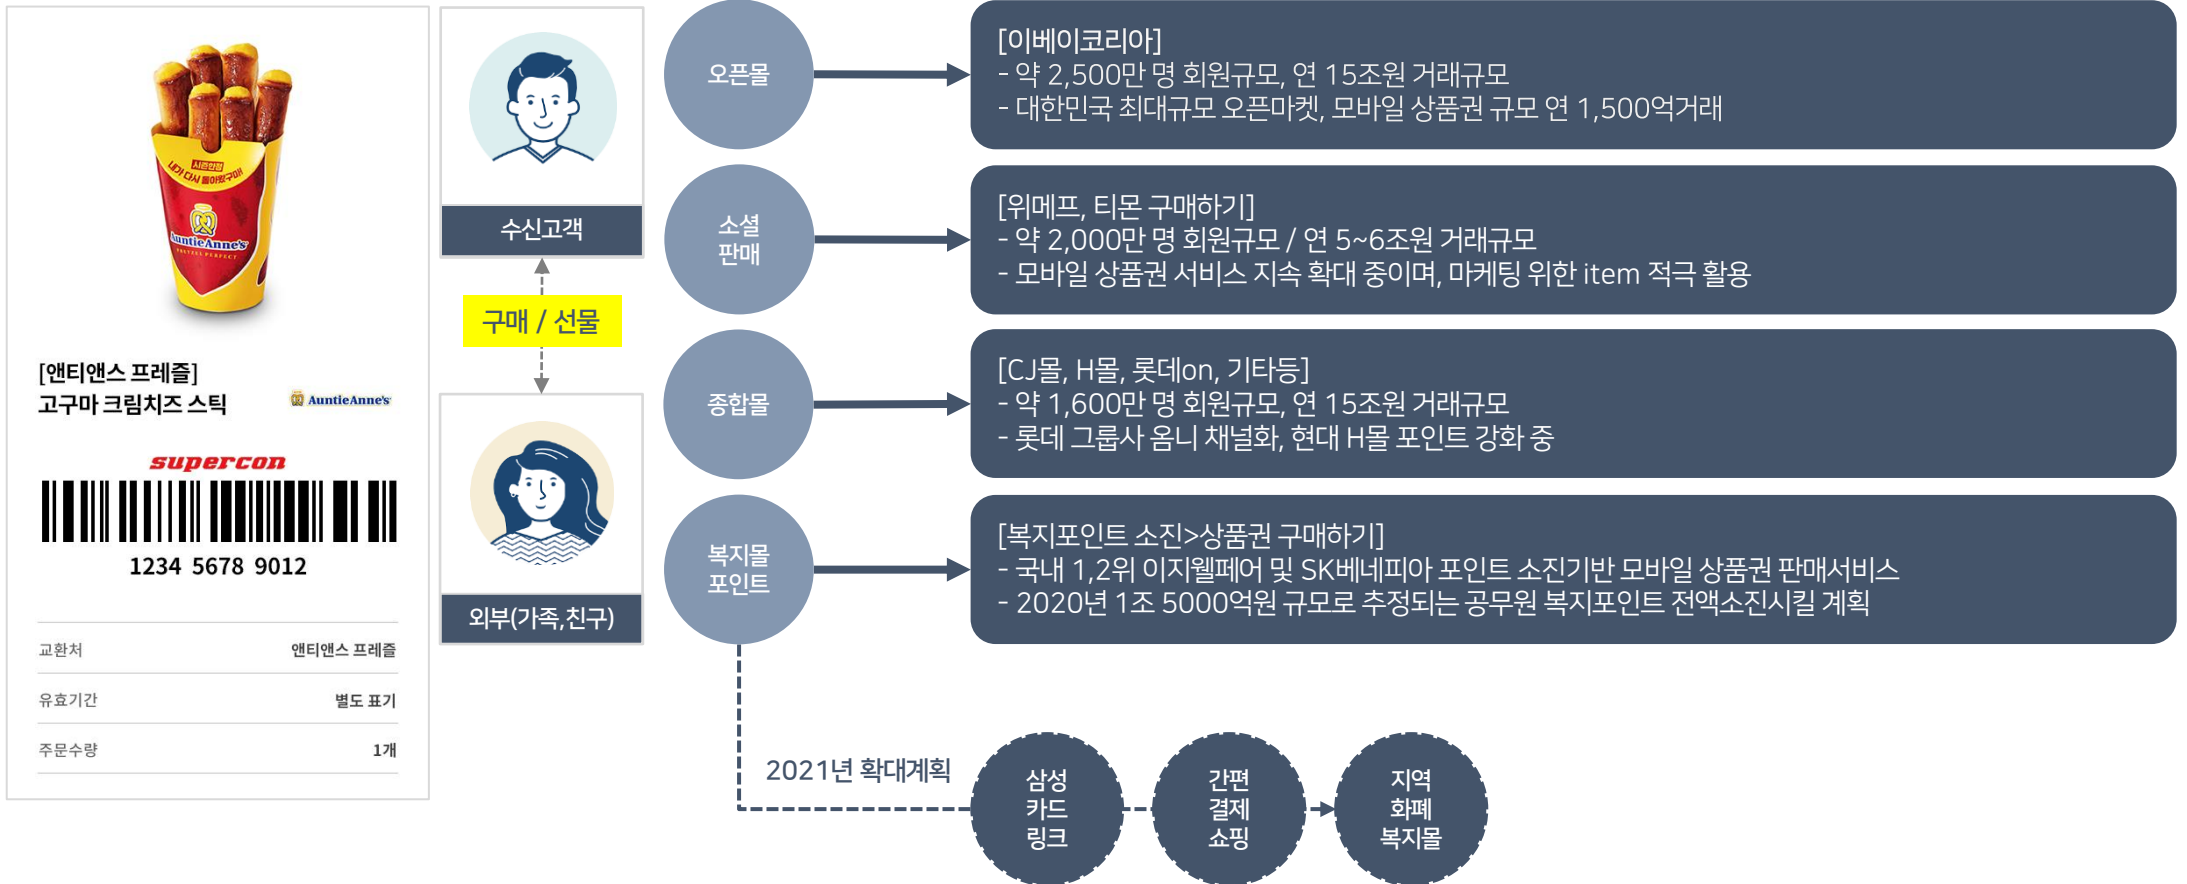 시즌한정
내가 다시 돌아왔구마!
AuntieAnne's
PRETZEL PERFECT
[앤티앤스 프레즐]
고구마 크림치즈 스틱
AuntieAnne's
supercon
1234 5678 9012
교환처 앤티앤스 프레즐
유효기간 별도 표기
주문수량 1개
수신고객
구매 / 선물
외부(가족,친구)
오픈몰
[이베이코리아]
- 약 2,500만 명 회원규모, 연 15조원 거래규모
- 대한민국 최대규모 오픈마켓, 모바일 상품권 규모 연 1,500억거래
소셜
판매
[위메프, 티몬 구매하기]
- 약 2,000만 명 회원규모 / 연 5~6조원 거래규모
- 모바일 상품권 서비스 지속 확대 중이며, 마케팅 위한 item 적극 활용
종합몰
[CJ몰, H몰, 롯데on, 기타등]
- 약 1,600만 명 회원규모, 연 15조원 거래규모
- 롯데 그룹사 옴니 채널화, 현대 H몰 포인트 강화 중
복지몰
포인트
[복지포인트 소진>상품권 구매하기]
- 국내 1,2위 이지웰페어 및 SK베네피아 포인트 소진기반 모바일 상품권 판매서비스
- 2020년 1조 5000억원 규모로 추정되는 공무원 복지포인트 전액소진시킬 계획
2021년 확대계획
삼성
카드
링크
간편
결제
쇼핑
지역
화폐
복지몰